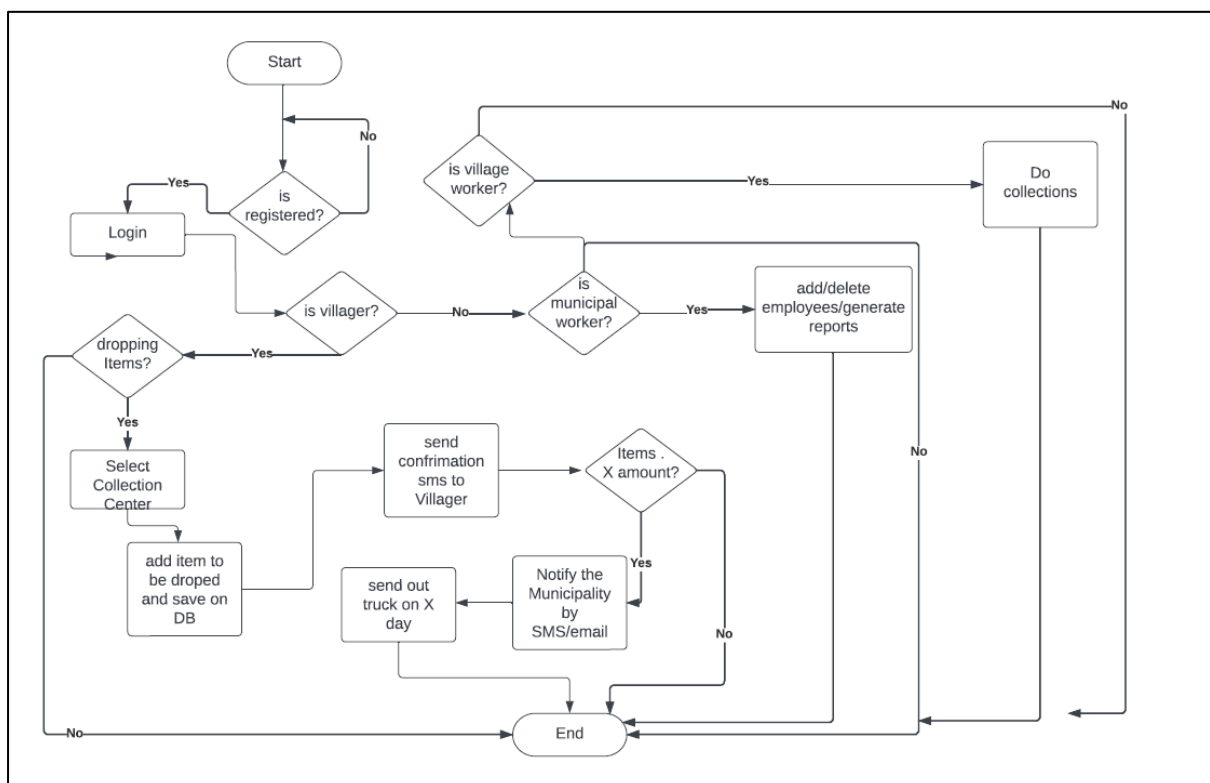 Start
No
is
registered?
Yes
Login
is villager?
No
is
municipal
worker?
Yes
add/delete
employees/generate
reports
is village
worker?
Yes
Do
collections
No
No
Yes
dropping
Items?
Yes
Select
Collection
Center
add item to
be droped
and save on
DB
send
confrimation
sms to
Villager
Items .
X amount?
Yes
Notify the
Municipality
by
SMS/email
send out
truck on X
day
No
No
End